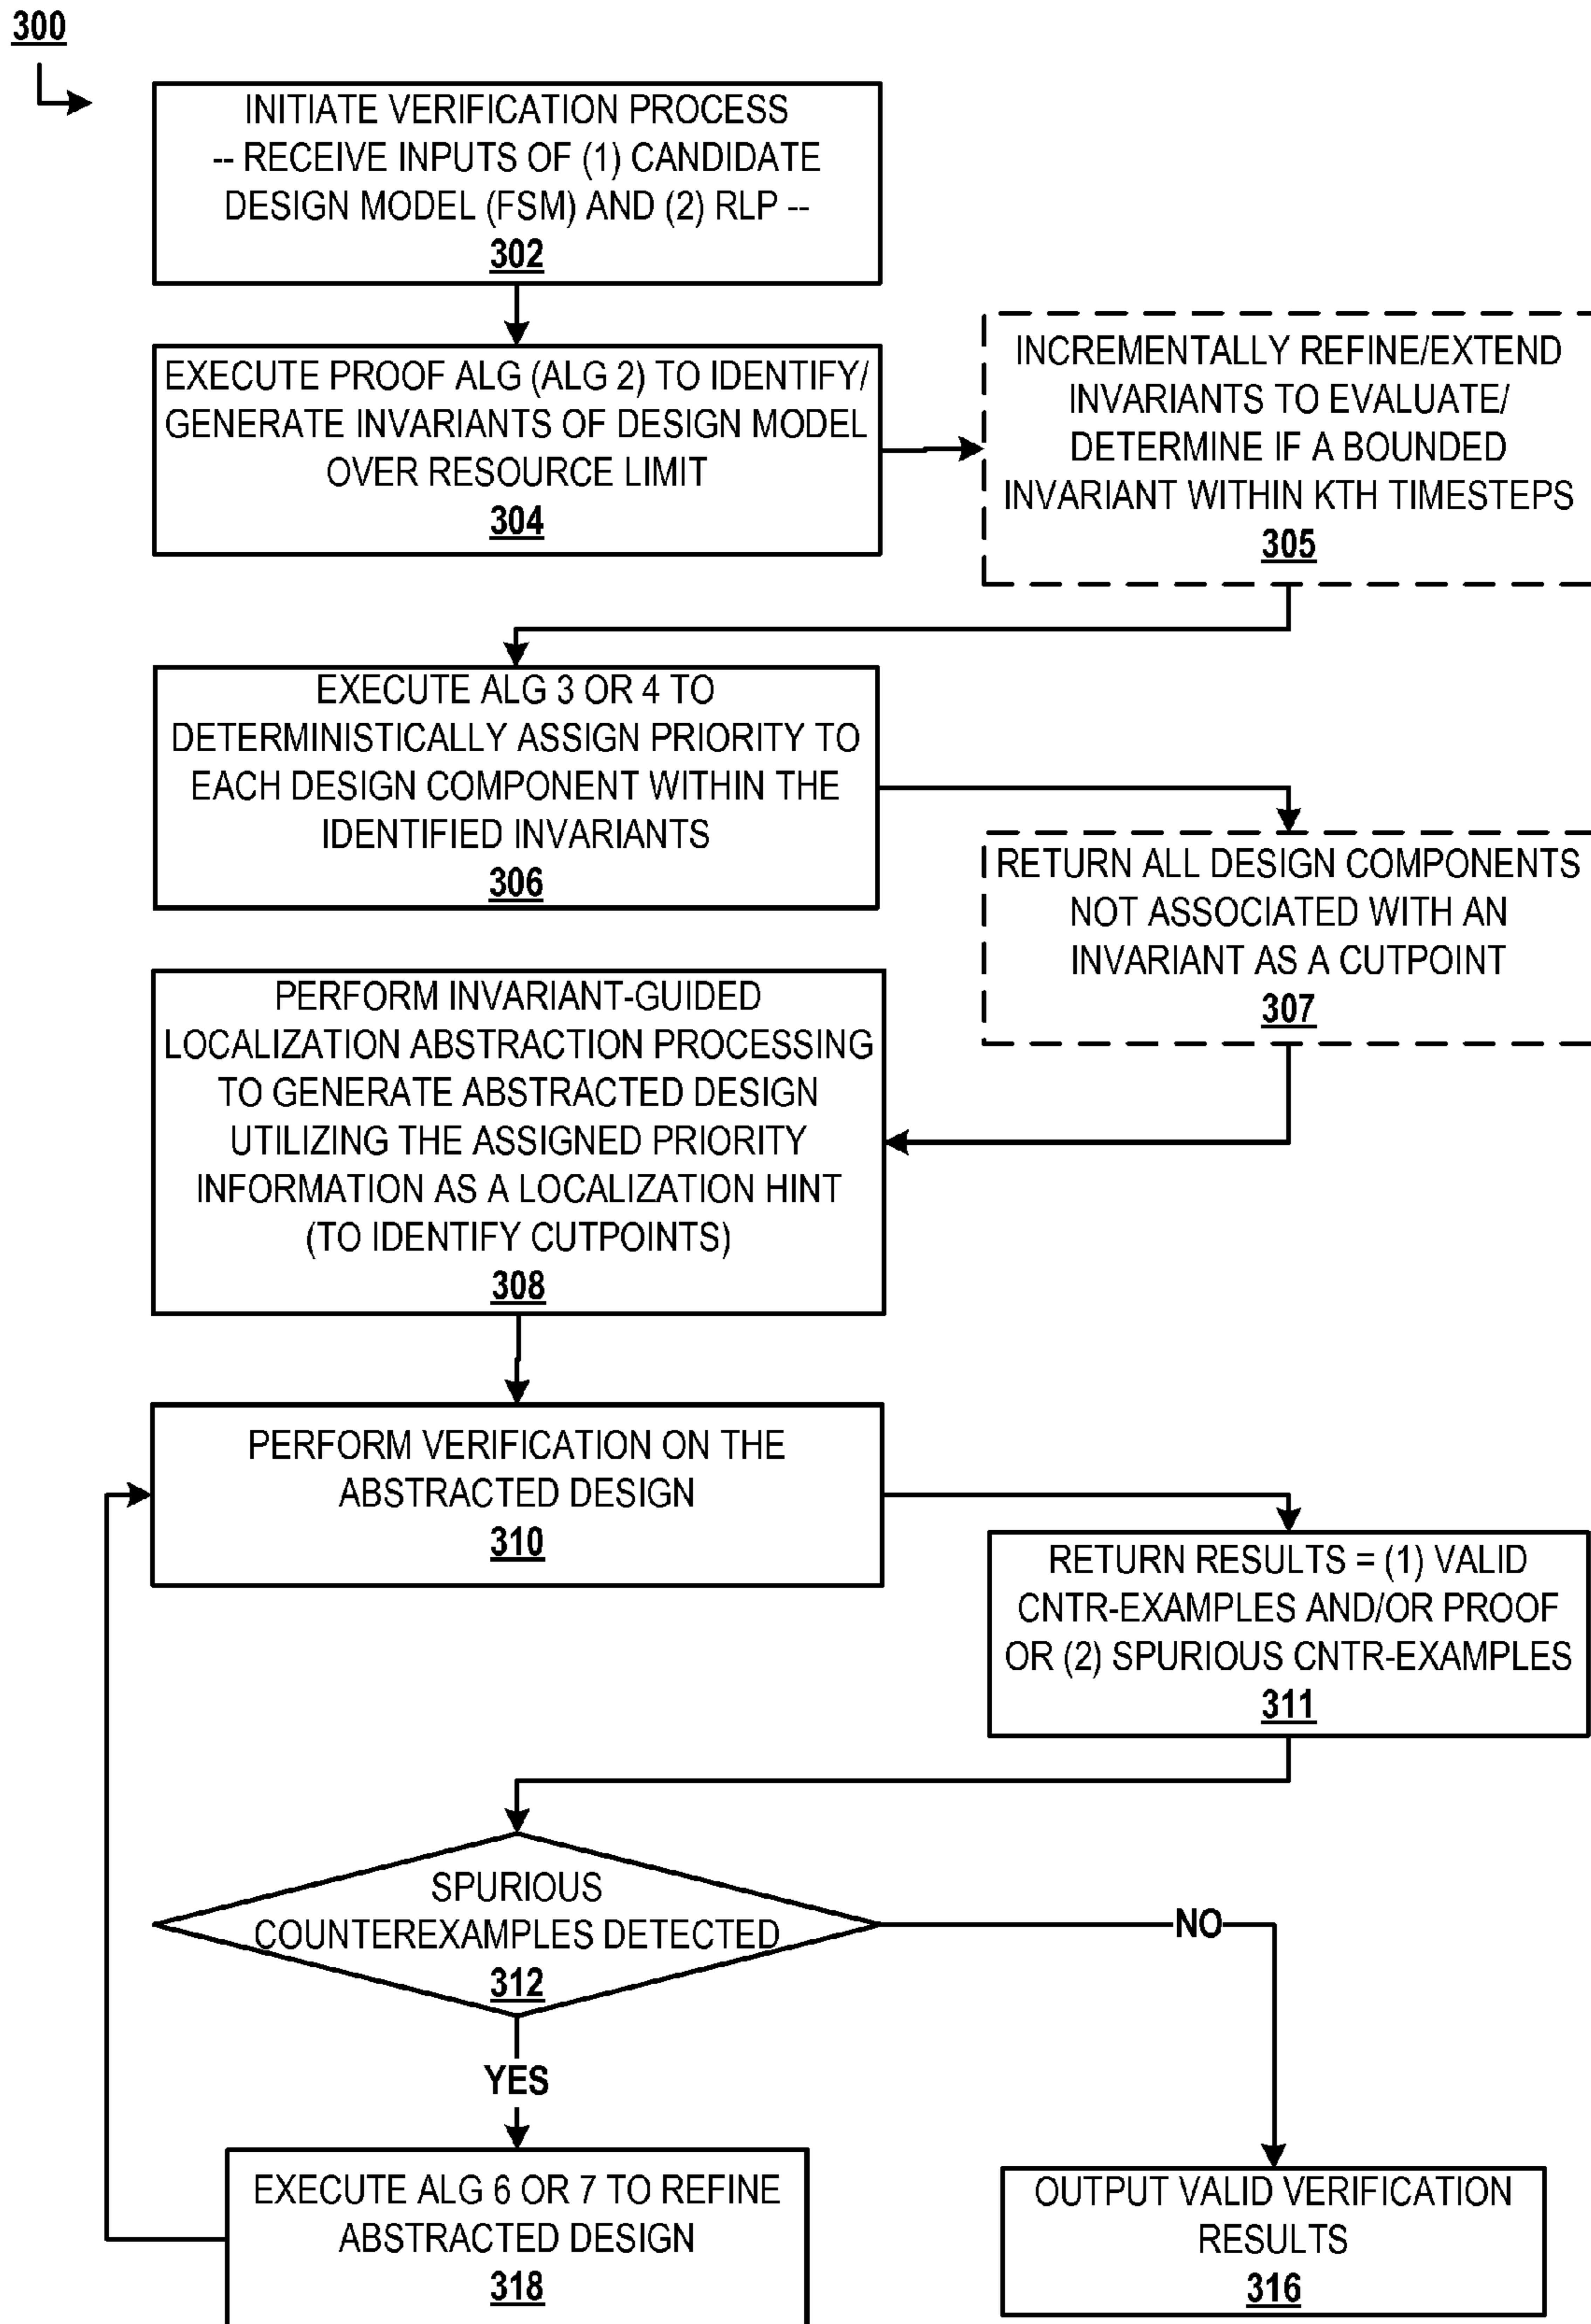 300
INITIATE VERIFICATION PROCESS
-- RECEIVE INPUTS OF (1) CANDIDATE
DESIGN MODEL (FSM) AND (2) RLP --
302
EXECUTE PROOF ALG (ALG 2) TO IDENTIFY/
GENERATE INVARIANTS OF DESIGN MODEL
OVER RESOURCE LIMIT
304
INCREMENTALLY REFINE/EXTEND
INVARIANTS TO EVALUATE/
DETERMINE IF A BOUNDED
INVARIANT WITHIN KTH TIMESTEPS
305
EXECUTE ALG 3 OR 4 TO
DETERMINISTICALLY ASSIGN PRIORITY TO
EACH DESIGN COMPONENT WITHIN THE
IDENTIFIED INVARIANTS
306
RETURN ALL DESIGN COMPONENTS
NOT ASSOCIATED WITH AN
INVARIANT AS A CUTPOINT
307
PERFORM INVARIANT-GUIDED
LOCALIZATION ABSTRACTION PROCESSING
TO GENERATE ABSTRACTED DESIGN
UTILIZING THE ASSIGNED PRIORITY
INFORMATION AS A LOCALIZATION HINT
(TO IDENTIFY CUTPOINTS)
308
PERFORM VERIFICATION ON THE
ABSTRACTED DESIGN
310
RETURN RESULTS = (1) VALID
CNTR-EXAMPLES AND/OR PROOF
OR (2) SPURIOUS CNTR-EXAMPLES
311
SPURIOUS
COUNTEREXAMPLES DETECTED
312
NO
YES
EXECUTE ALG 6 OR 7 TO REFINE
ABSTRACTED DESIGN
318
OUTPUT VALID VERIFICATION
RESULTS
316